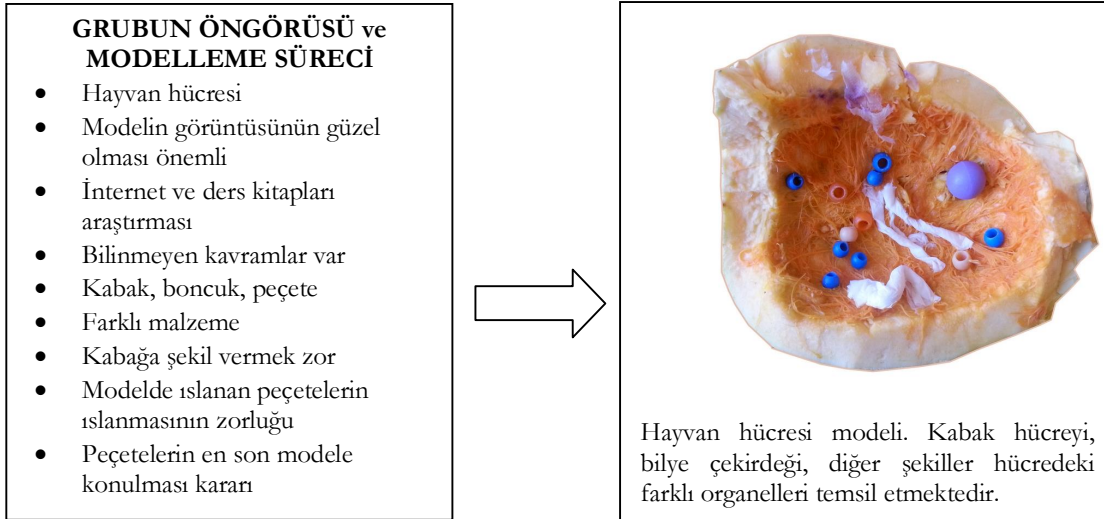 GRUBUN ÖNGÖRÜSÜ ve
MODELLEME SÜRECİ
• Hayvan hücresi
• Modelin görüntüsünün güzel
olması önemli
• İnternet ve ders kitapları
araştırması
• Bilinmeyen kavramlar var
• Kabak, boncuk, peçete
• Farklı malzeme
• Kabağa şekil vermek zor
• Modelde ıslanan peçetelerin
ıslanmasının zorluğu
• Peçetelerin en son modele
konulması kararı
Hayvan hücresi modeli. Kabak hücreyi,
bilye çekirdeği, diğer şekiller hücredeki
farklı organelleri temsil etmektedir.